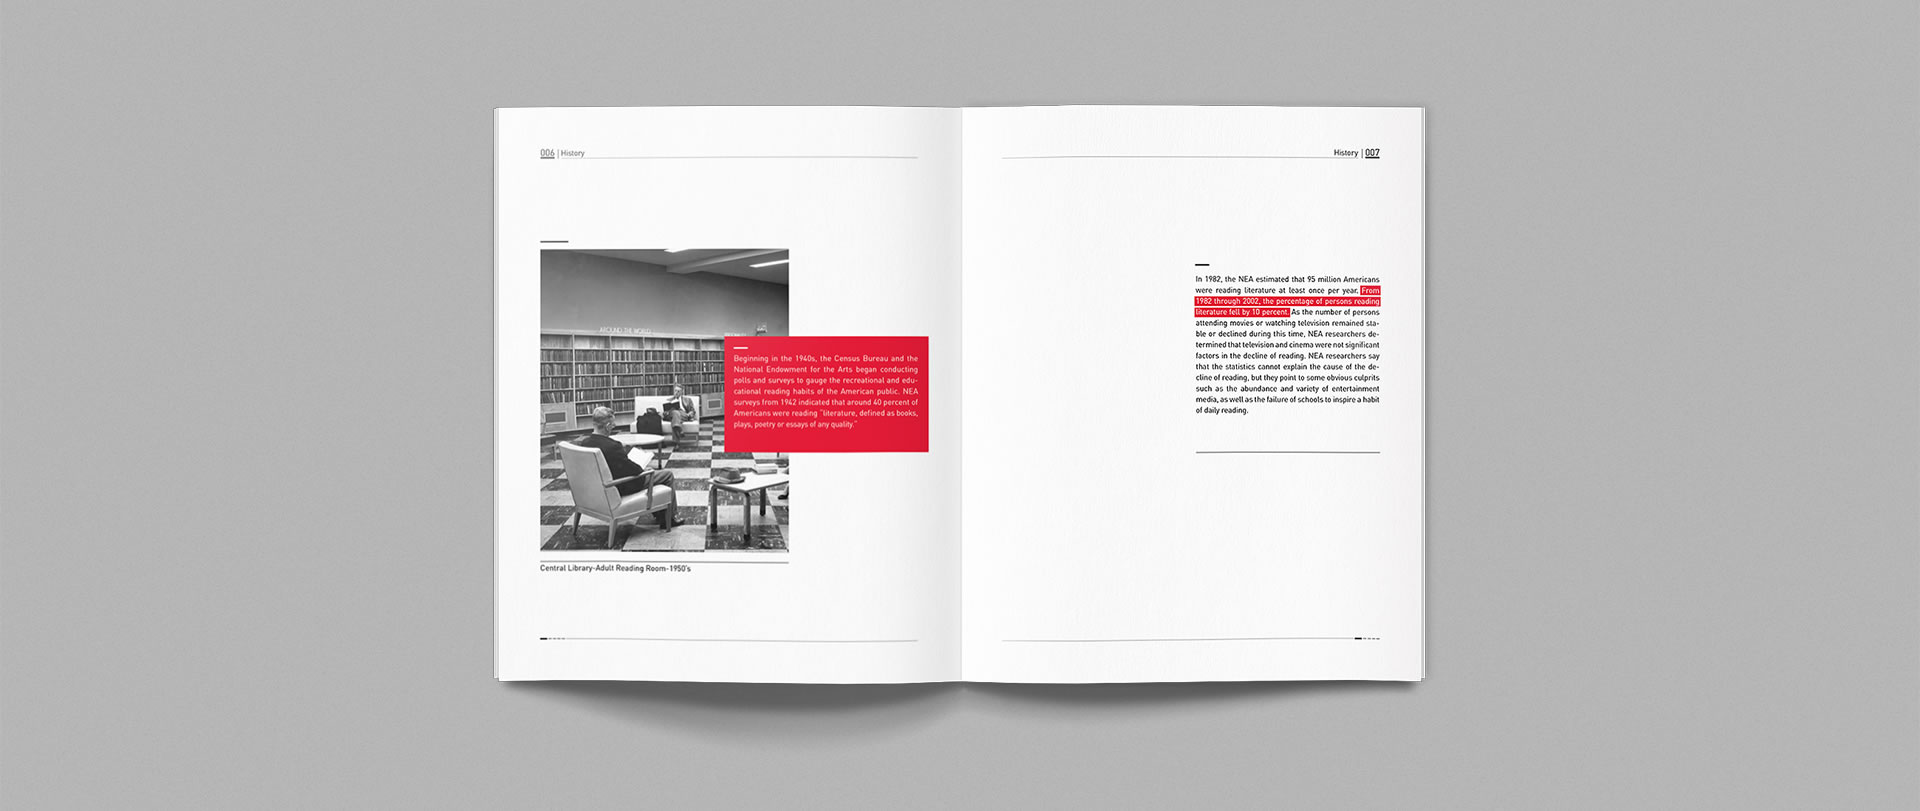 006 | History
AROUND THE WORLD
Beginning in the 1940s, the Census Bureau and the
National Endowment for the Arts began conducting
polls and surveys to gauge the recreational and edu-
cational reading habits of the American public. NEA
surveys from 1942 indicated that around 40 percent of
Americans were reading "literature, defined as books,
plays, poetry or essays of any quality."
Central Library-Adult Reading Room-1950's
History | 007
In 1982, the NEA estimated that 95 million Americans
were reading literature at least once per year. From
1982 through 2002, the percentage of persons reading
literature fell by 10 percent. As the number of persons
attending movies or watching television remained sta-
ble or declined during this time, NEA researchers de-
termined that television and cinema were not significant
factors in the decline of reading. NEA researchers say
that the statistics cannot explain the cause of the de-
cline of reading, but they point to some obvious culprits
such as the abundance and variety of entertainment
media, as well as the failure of schools to inspire a habit
of daily reading.